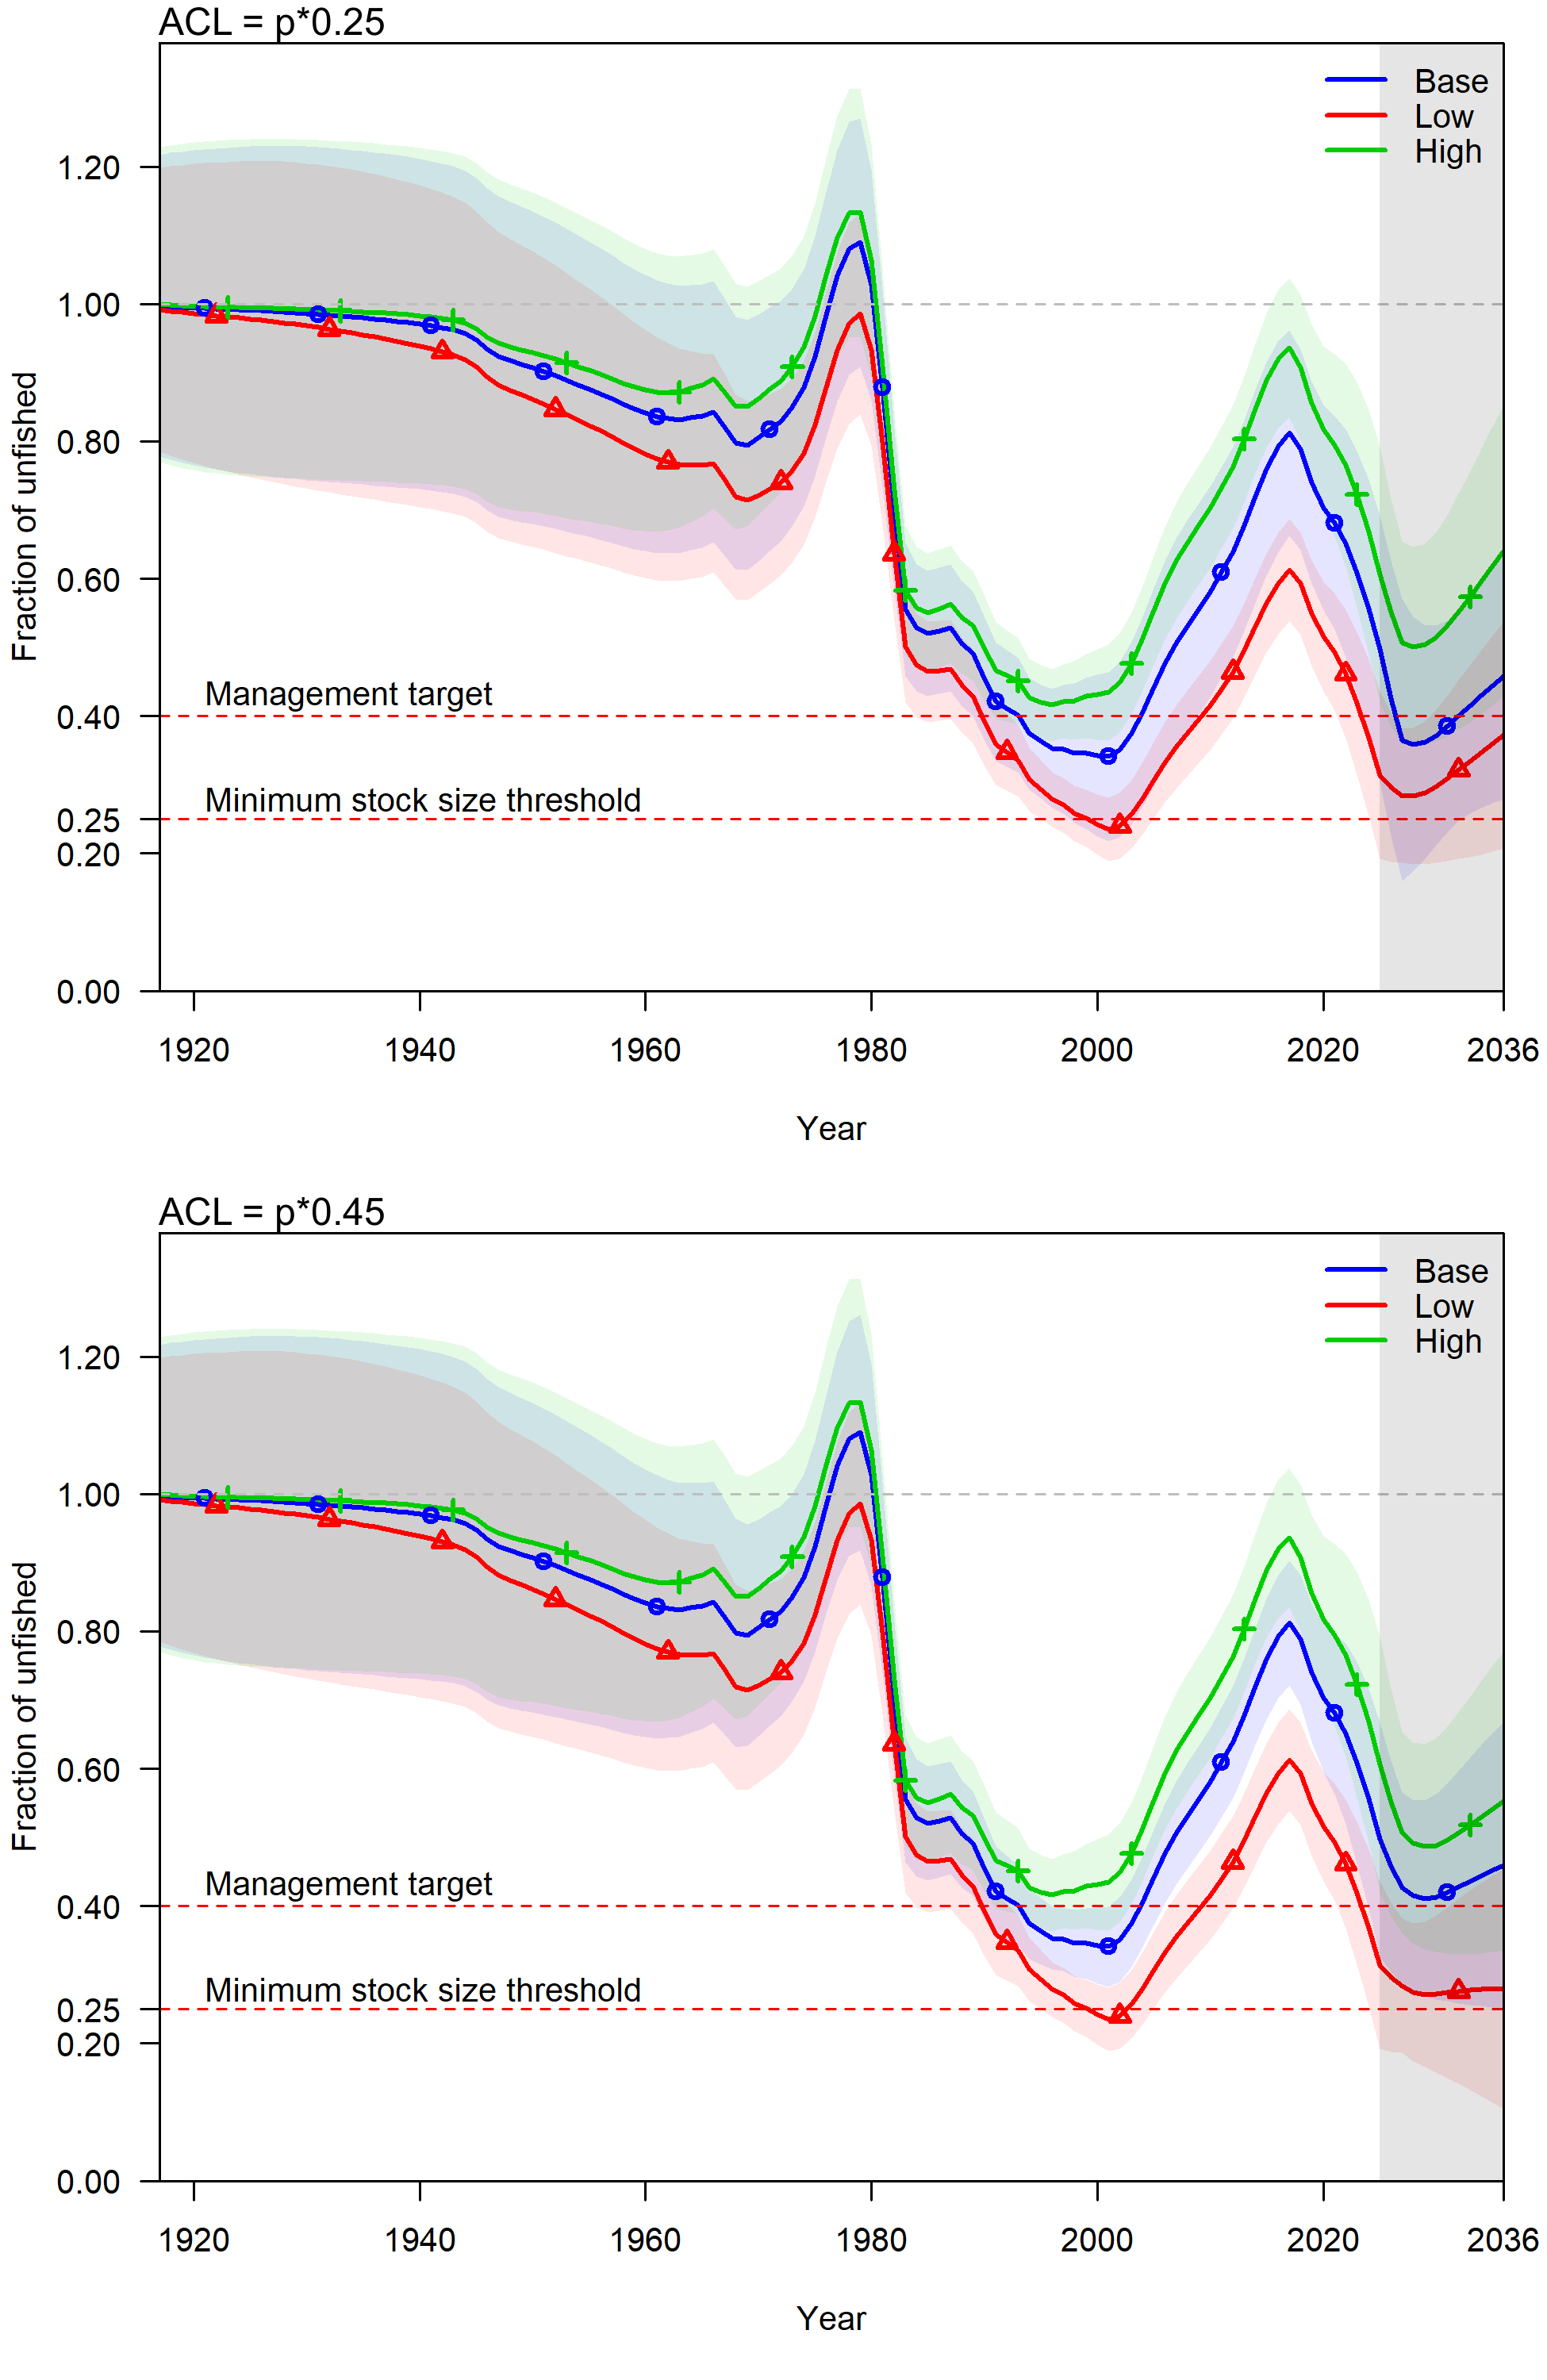 ACL = p*0.25
Base
Low
High
1.20
1.00
0.80
0.60
0.40
0.25
0.20
0.00
Fraction of unfished
Management target
Minimum stock size threshold
1920 1940 1960 1980 2000 2020 2036
Year
ACL = p*0.45
Base
Low
High
1.20
1.00
0.80
0.60
0.40
0.25
0.20
0.00
Fraction of unfished
Management target
Minimum stock size threshold
1920 1940 1960 1980 2000 2020 2036
Year